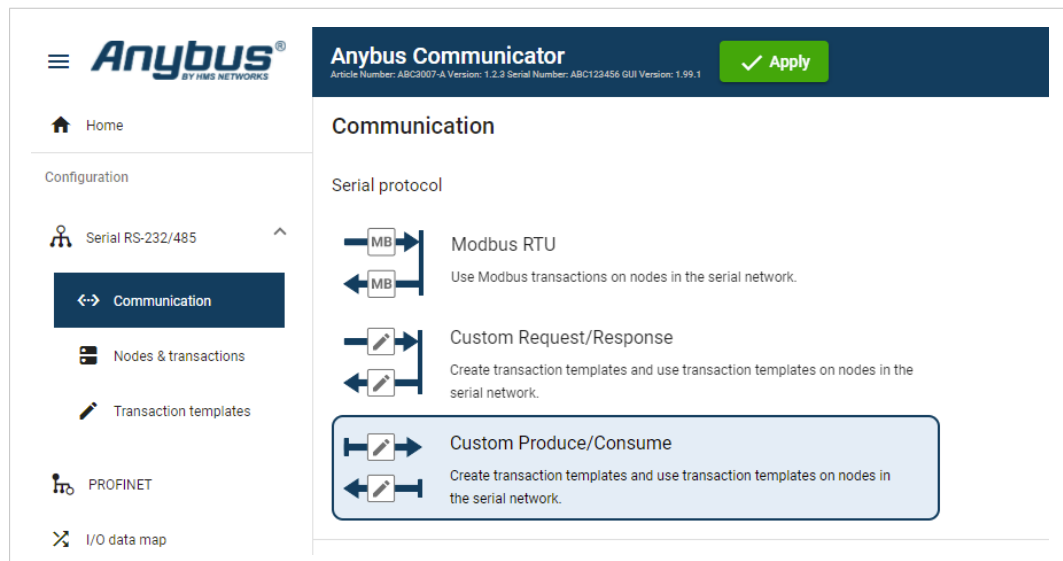 Anybus®
BY HMS NETWORKS
Anybus Communicator
Article Number: ABC3007-A Version: 1.2.3 Serial Number: ABC123456 GUI Version: 1.99.1
Apply
Home
Configuration
Serial RS-232/485
Communication
Nodes & transactions
Transaction templates
PROFINET
I/O data map
Communication
Serial protocol
MB
MB
Modbus RTU
Use Modbus transactions on nodes in the serial network.
Custom Request/Response
Create transaction templates and use transaction templates on nodes in the
serial network.
Custom Produce/Consume
Create transaction templates and use transaction templates on nodes in
the serial network.